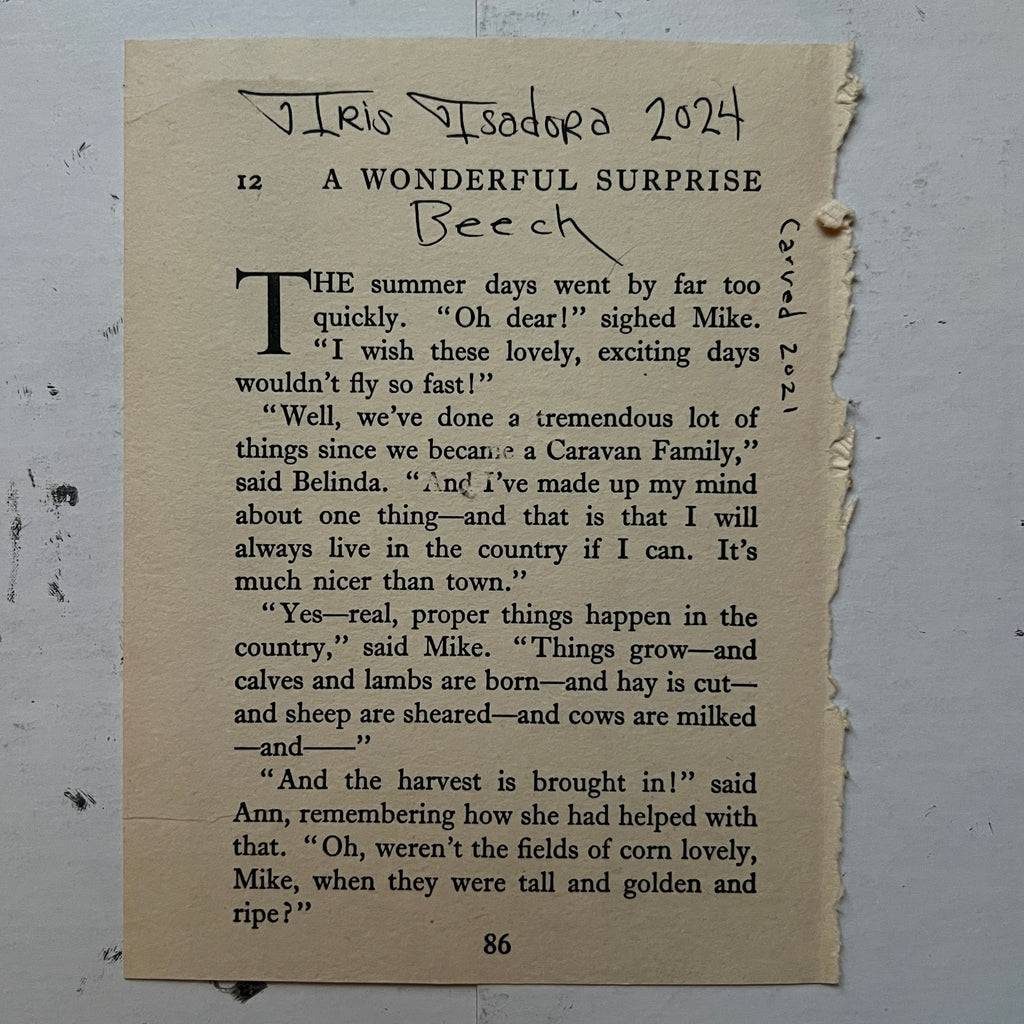 Iris Isadora 2024
12 A WONDERFUL SURPRISE
Beech
THE summer days went by far too
quickly. “Oh dear!” sighed Mike.
“I wish these lovely, exciting days
wouldn’t fly so fast!”
“Well, we’ve done a tremendous lot of
things since we became a Caravan Family,”
said Belinda. “And I’ve made up my mind
about one thing—and that is that I will
always live in the country if I can. It’s
much nicer than town.”
“Yes—real, proper things happen in the
country,” said Mike. “Things grow—and
calves and lambs are born—and hay is cut—
and sheep are sheared—and cows are milked
—and——”
“And the harvest is brought in!” said
Ann, remembering how she had helped with
that. “Oh, weren’t the fields of corn lovely,
Mike, when they were tall and golden and
ripe?”
86
Carved 2021